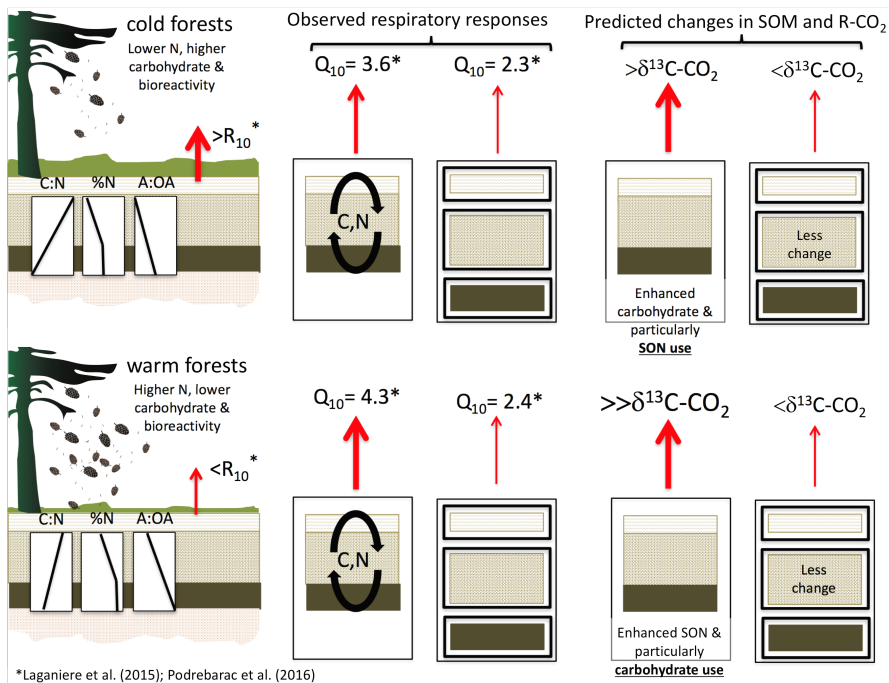 Observed respiratory responses
Predicted changes in SOM and R-CO₂
cold forests
Lower N, higher
carbohydrate &
bioreactivity
>R₁₀*
C:N %N A:OA
Q₁₀= 3.6*
Q₁₀= 2.3*
>δ¹³C-CO₂
<δ¹³C-CO₂
C,N
Enhanced
carbohydrate &
particularly
SON use
Less
change
warm forests
Higher N, lower
carbohydrate &
bioreactivity
<R₁₀*
C:N %N A:OA
Q₁₀= 4.3*
Q₁₀= 2.4*
>>δ¹³C-CO₂
<δ¹³C-CO₂
C,N
Enhanced SON &
particularly
carbohydrate use
Less
change
*Laganiere et al. (2015); Podrebarac et al. (2016)